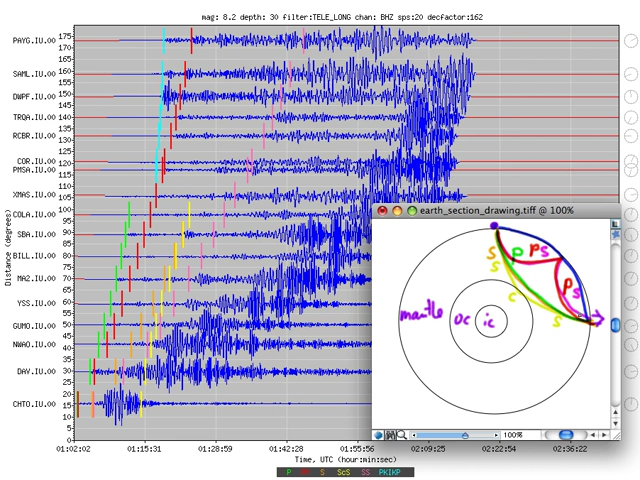 mag: 8.2 depth: 30 filter:TELE_LONG chan: BHZ sps:20 decfactor:162
Distance (degrees)
175
170
165
160
155
150
145
140
135
130
125
120
115
110
105
100
95
90
85
80
75
70
65
60
55
50
45
40
35
30
25
20
15
10
5
0
PAYG.IU.00
SAML.IU.00
DWPF.IU.00
TRQA.IU.00
RCBR.IU.00
COR.IU.00
PMSA.IU.00
XMAS.IU.00
COLA.IU.00
SBA.IU.00
BILL.IU.00
MA2.IU.00
YSS.IU.00
GUMO.IU.00
NWAO.IU.00
DAV.IU.00
CHTO.IU.00
earth_section_drawing.tiff @ 100%
S P P S
S
P S
C
S
mantle oc ic
100%
01:02:02 01:15:31 01:28:59 01:42:28 01:55:56 02:09:25 02:22:54 02:36:22
Time, UTC (hour:min:sec)
P PP S ScS SS PKIKP